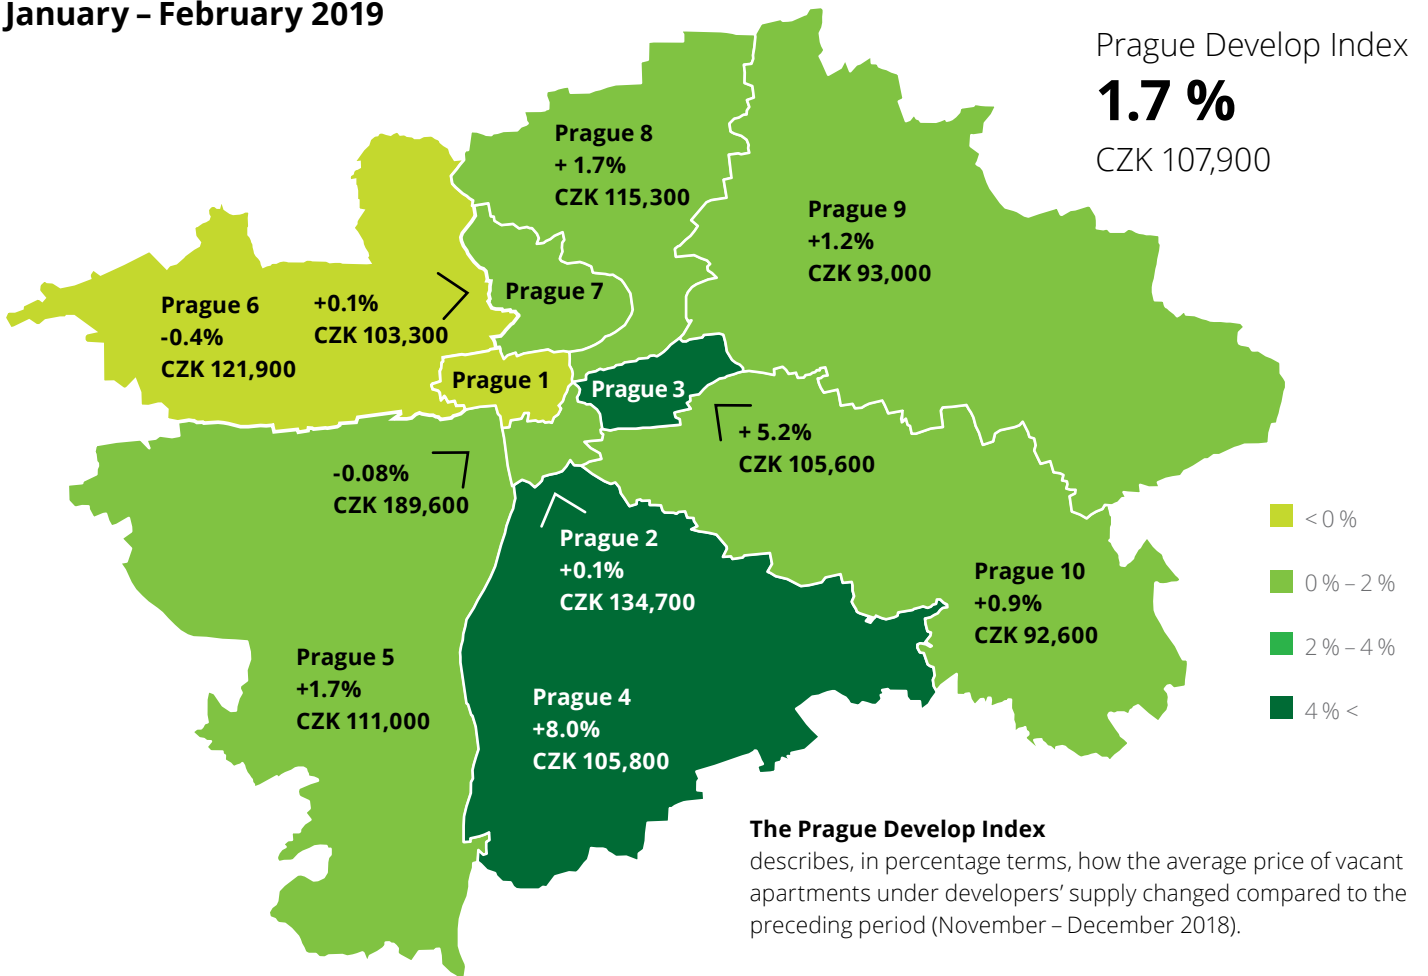 January – February 2019
Prague Develop Index
1.7 %
CZK 107,900
Prague 8
+ 1.7%
CZK 115,300
Prague 9
+1.2%
CZK 93,000
Prague 7
+0.1%
CZK 103,300
Prague 6
-0.4%
CZK 121,900
Prague 1
Prague 3
-0.08%
CZK 189,600
+ 5.2%
CZK 105,600
Prague 2
+0.1%
CZK 134,700
Prague 10
+0.9%
CZK 92,600
Prague 5
+1.7%
CZK 111,000
Prague 4
+8.0%
CZK 105,800
< 0 %
0 % – 2 %
2 % – 4 %
4 % <
The Prague Develop Index
describes, in percentage terms, how the average price of vacant
apartments under developers’ supply changed compared to the
preceding period (November – December 2018).